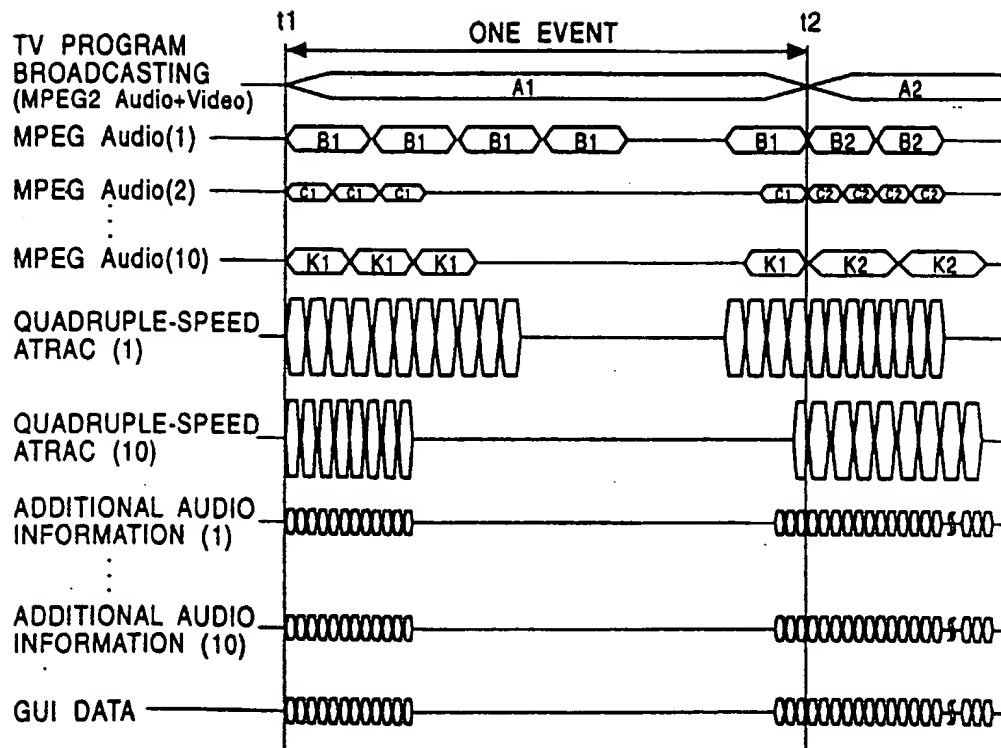 t1 t2
ONE EVENT
TV PROGRAM
BROADCASTING
(MPEG2 Audio+Video)
A1 A2
MPEG Audio(1) B1 B1 B1 B1 B1 B2 B2
MPEG Audio(2) C1 C1 C1 C1 C2 C2 C2 C2
MPEG Audio(10) K1 K1 K1 K1 K2 K2
QUADRUPLE-SPEED
ATRAC (1)
QUADRUPLE-SPEED
ATRAC (10)
ADDITIONAL AUDIO
INFORMATION (1)
ADDITIONAL AUDIO
INFORMATION (10)
GUI DATA